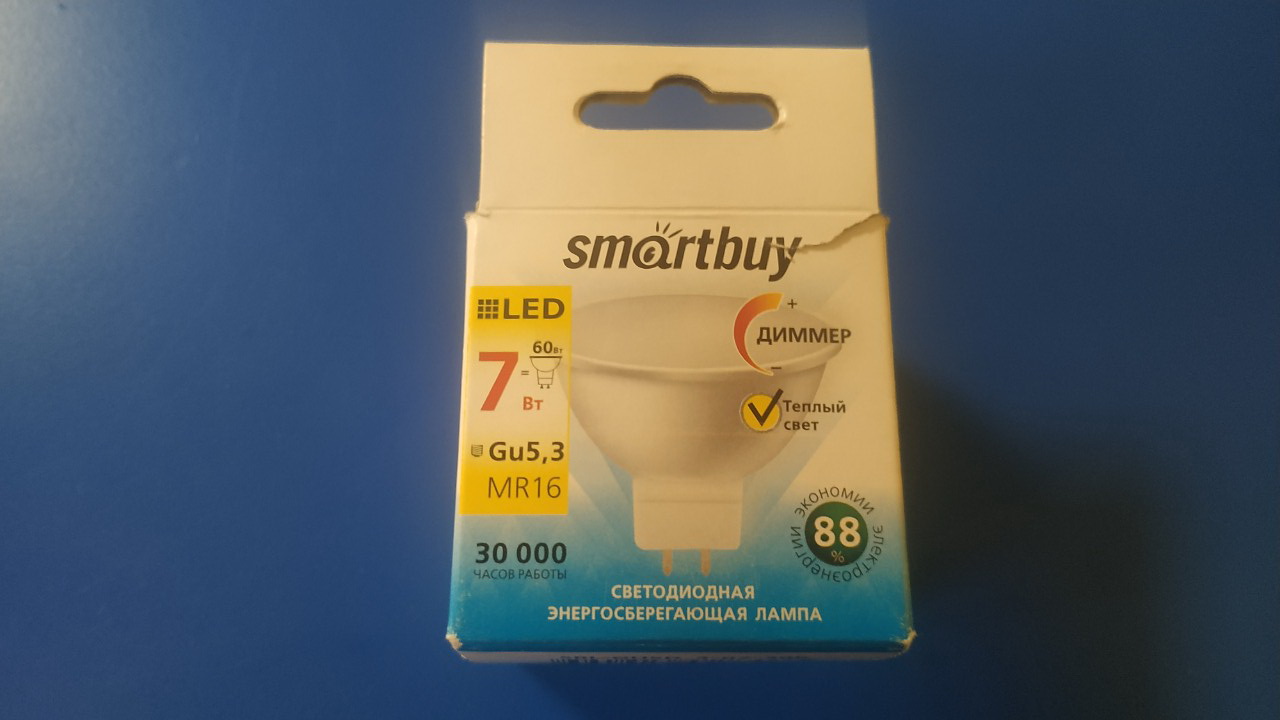 smartbuy
LED
7 Вт = 60Вт
Gu5,3
MR16
30 000
ЧАСОВ РАБОТЫ
+
ДИММЕР
−
Теплый
свет
88 %
ЭКОНОМИИ ЭЛЕКТРОЭНЕРГИИ
СВЕТОДИОДНАЯ
ЭНЕРГОСБЕРЕГАЮЩАЯ ЛАМПА